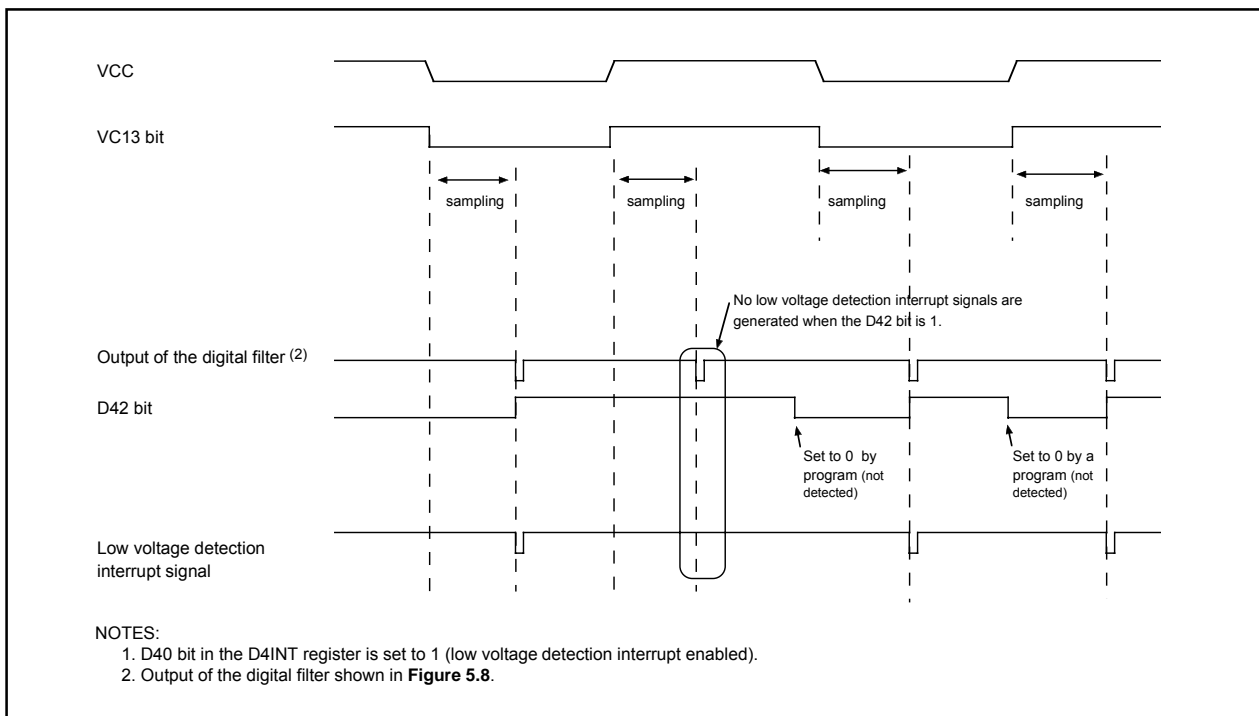 VCC
VC13 bit
sampling
sampling
sampling
sampling
No low voltage detection interrupt signals are
generated when the D42 bit is 1.
Output of the digital filter (2)
D42 bit
Set to 0 by
program (not
detected)
Set to 0 by a
program (not
detected)
Low voltage detection
interrupt signal
NOTES:
1. D40 bit in the D4INT register is set to 1 (low voltage detection interrupt enabled).
2. Output of the digital filter shown in Figure 5.8.